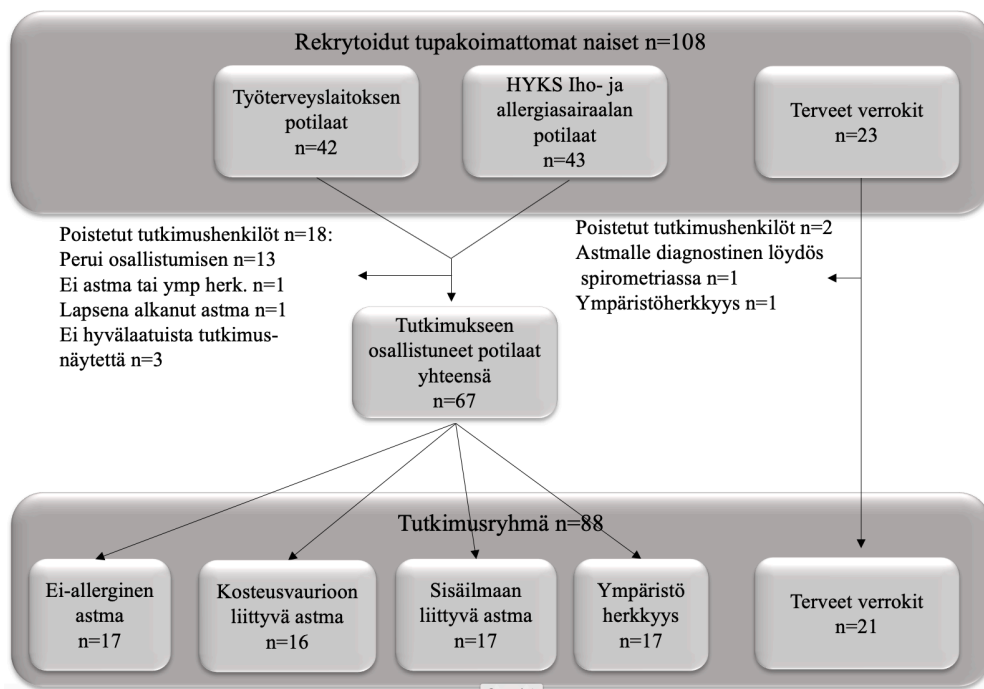 Rekrytoidut tupakoimattomat naiset n=108
Työterveyslaitoksen
potilaat
n=42
HYKS Iho- ja
allergiasairaalan
potilaat
n=43
Terveet verrokit
n=23
Poistetut tutkimushenkilöt n=18:
Perui osallistumisen n=13
Ei astma tai ymp herk. n=1
Lapsena alkanut astma n=1
Ei hyvälaatuista tutkimus-
näytettä n=3
Poistetut tutkimushenkilöt n=2
Astmalle diagnostinen löydös
spirometriassa n=1
Ympäristöherkkyys n=1
Tutkimukseen
osallistuneet potilaat
yhteensä
n=67
Tutkimusryhmä n=88
Ei-allerginen
astma
n=17
Kosteusvaurioon
liittyvä astma
n=16
Sisäilmaan
liittyvä astma
n=17
Ympäristö
herkkyys
n=17
Terveet verrokit
n=21